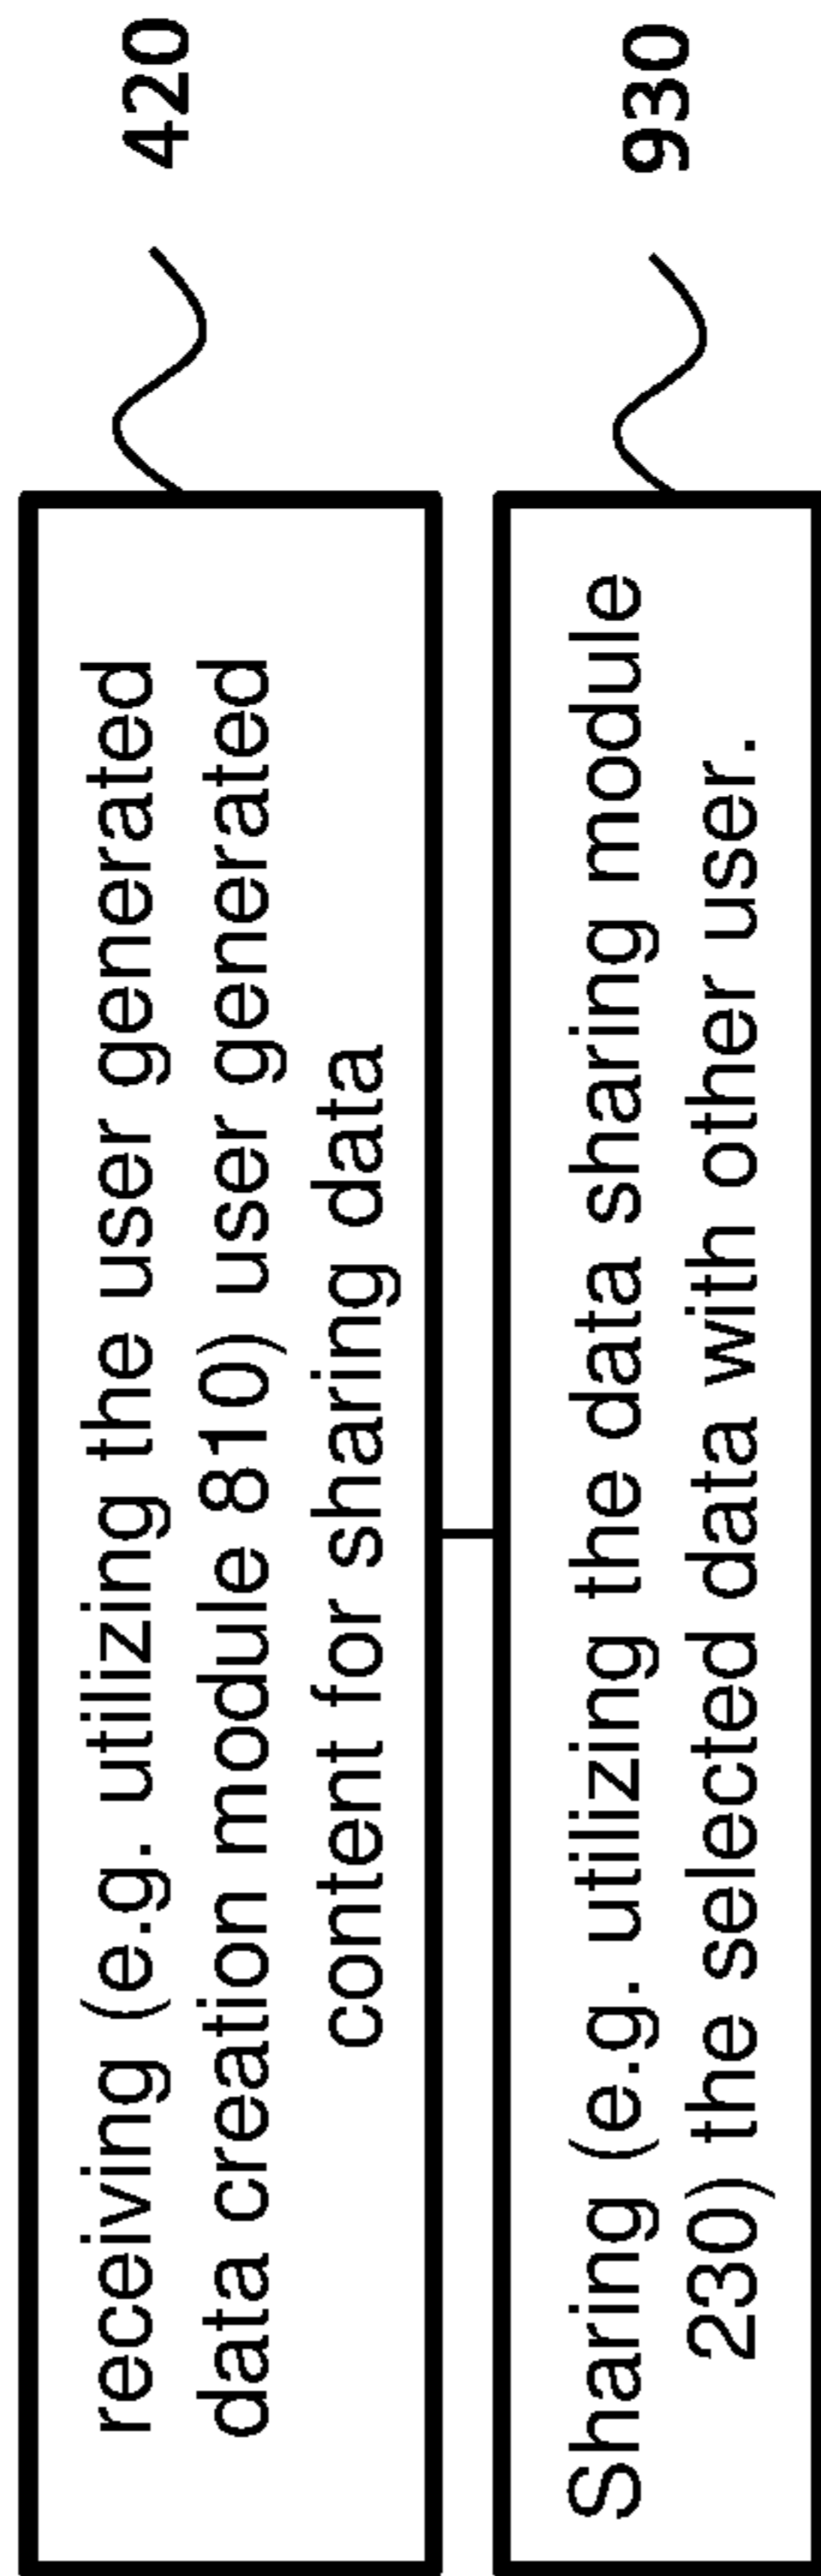 receiving (e.g. utilizing the user generated
data creation module 810) user generated
content for sharing data
420
Sharing (e.g. utilizing the data sharing module
230) the selected data with other user.
930